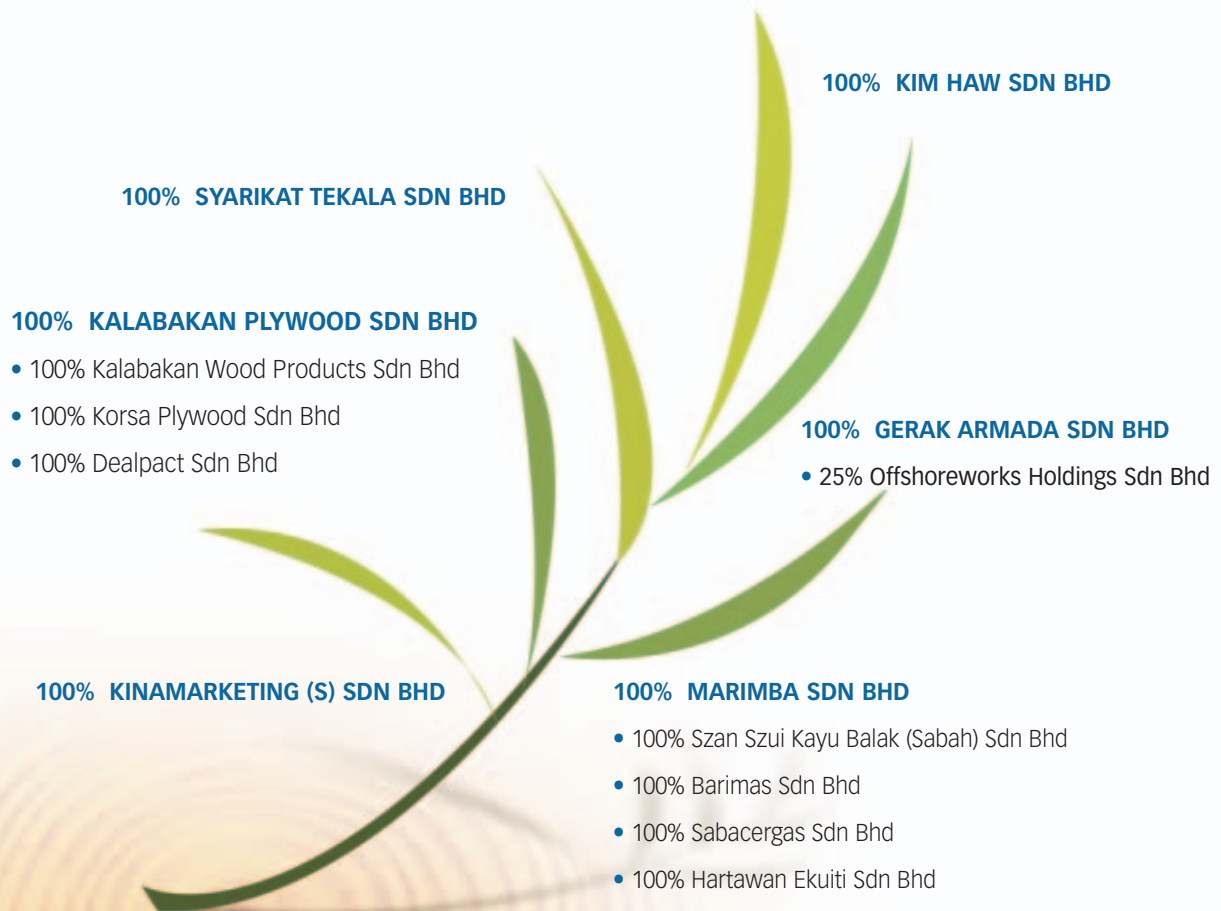 100% KIM HAW SDN BHD
100% SYARIKAT TEKALA SDN BHD
100% KALABAKAN PLYWOOD SDN BHD
• 100% Kalabakan Wood Products Sdn Bhd
• 100% Korsa Plywood Sdn Bhd
• 100% Dealpact Sdn Bhd
100% GERAK ARMADA SDN BHD
• 25% Offshoreworks Holdings Sdn Bhd
100% KINAMARKETING (S) SDN BHD
100% MARIMBA SDN BHD
• 100% Szan Szui Kayu Balak (Sabah) Sdn Bhd
• 100% Barimas Sdn Bhd
• 100% Sabacergas Sdn Bhd
• 100% Hartawan Ekuiti Sdn Bhd